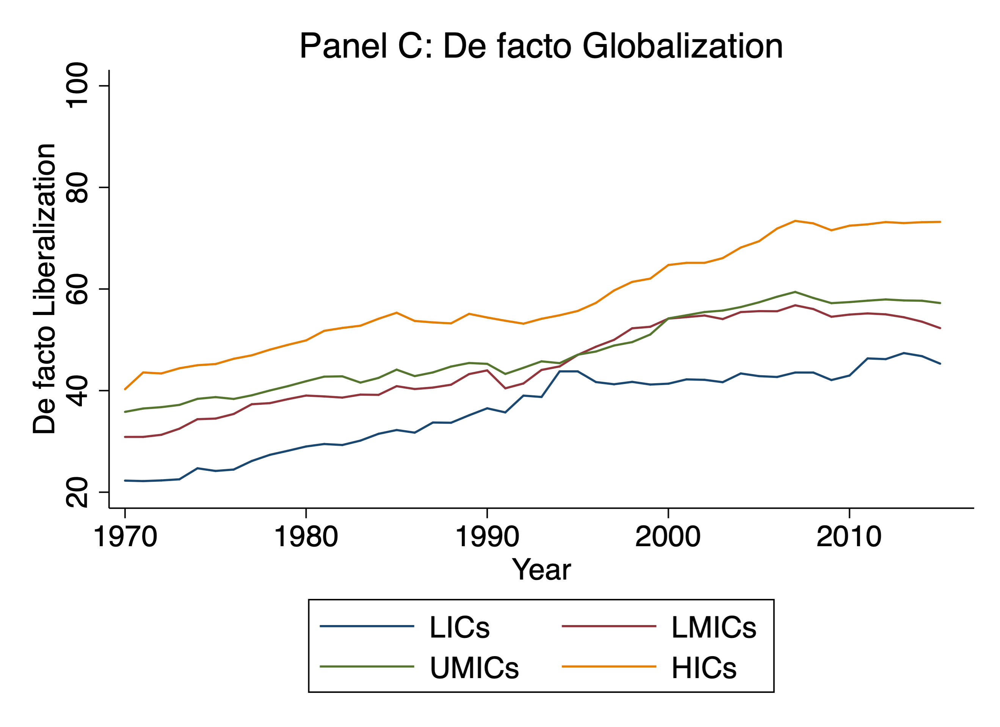 Panel C: De facto Globalization
De facto Liberalization
100
80
60
40
20
1970 1980 1990 2000 2010
Year
LICs LMICs
UMICs HICs